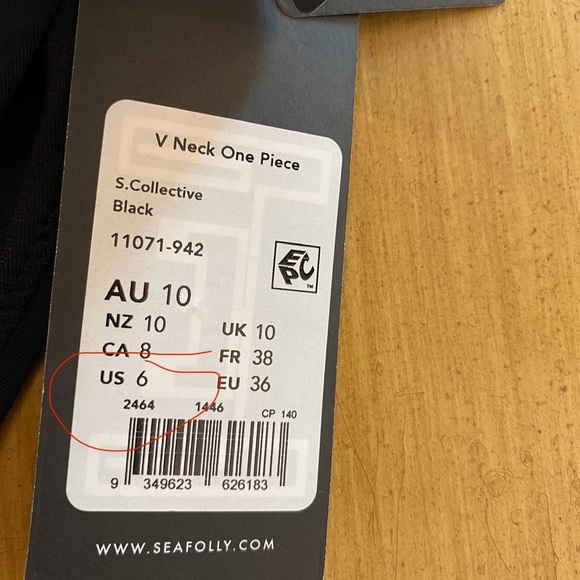 V Neck One Piece
S.Collective
Black
11071-942
EPC™
AU 10
NZ 10 UK 10
CA 8 FR 38
US 6 EU 36
2464 1446 CP 140
9 349623 626183
WWW.SEAFOLLY.COM